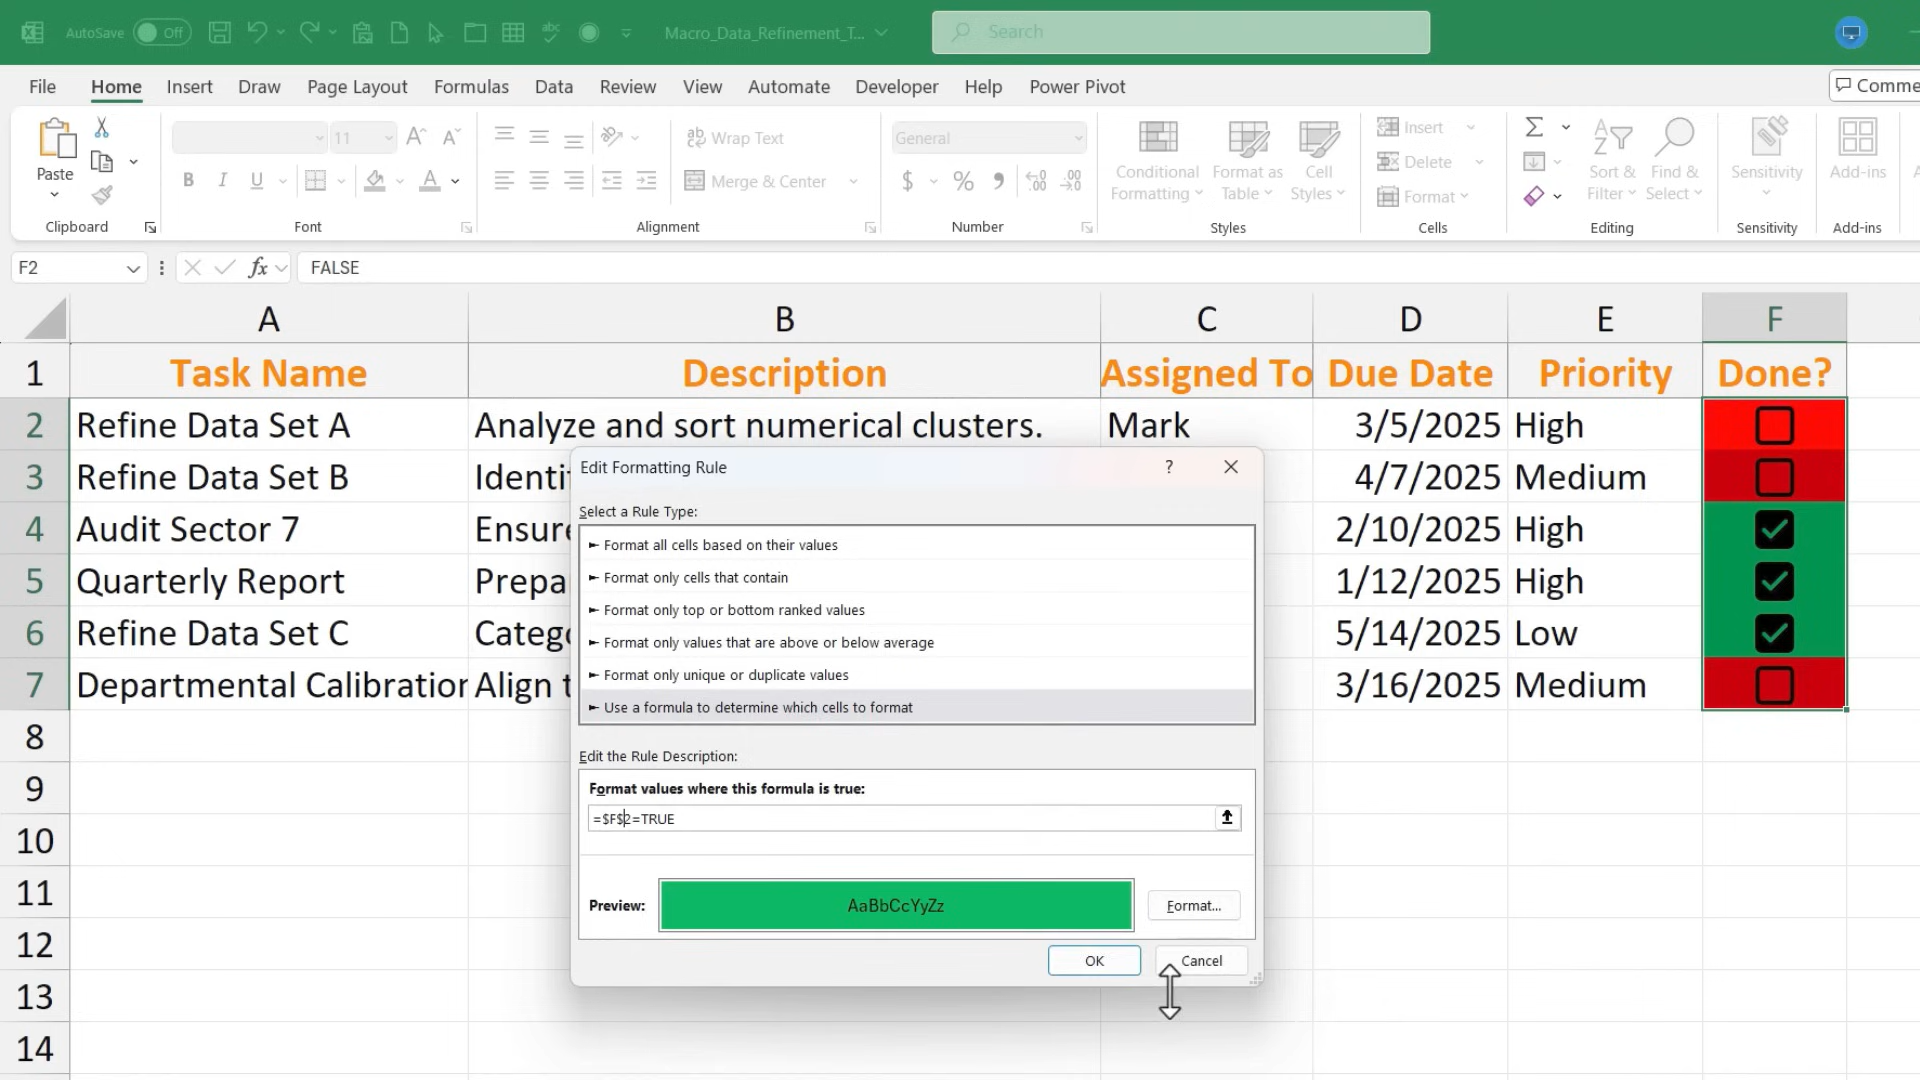 AutoSave Off Macro_Data_Refinement_T... Search
File Home Insert Draw Page Layout Formulas Data Review View Automate Developer Help Power Pivot Comme
Paste
Clipboard
11
B I U
Font
Wrap Text
Merge & Center
Alignment
General
$ % 9
Number
Conditional Formatting
Format as Table
Cell Styles
Styles
Insert
Delete
Format
Cells
Sort & Filter
Find & Select
Editing
Sensitivity
Sensitivity
Add-ins
Add-ins
F2 fx FALSE
A B C D E F
1 Task Name Description Assigned To Due Date Priority Done?
2 Refine Data Set A Analyze and sort numerical clusters. Mark 3/5/2025 High
3 Refine Data Set B Identi 4/7/2025 Medium
4 Audit Sector 7 Ensure 2/10/2025 High
5 Quarterly Report Prepa 1/12/2025 High
6 Refine Data Set C Catego 5/14/2025 Low
7 Departmental Calibration Align t 3/16/2025 Medium
8
9
10
11
12
13
14
Edit Formatting Rule ?
Select a Rule Type:
► Format all cells based on their values
► Format only cells that contain
► Format only top or bottom ranked values
► Format only values that are above or below average
► Format only unique or duplicate values
► Use a formula to determine which cells to format
Edit the Rule Description:
Format values where this formula is true:
=$F$2=TRUE
Preview: AaBbCcYyZz Format...
OK Cancel